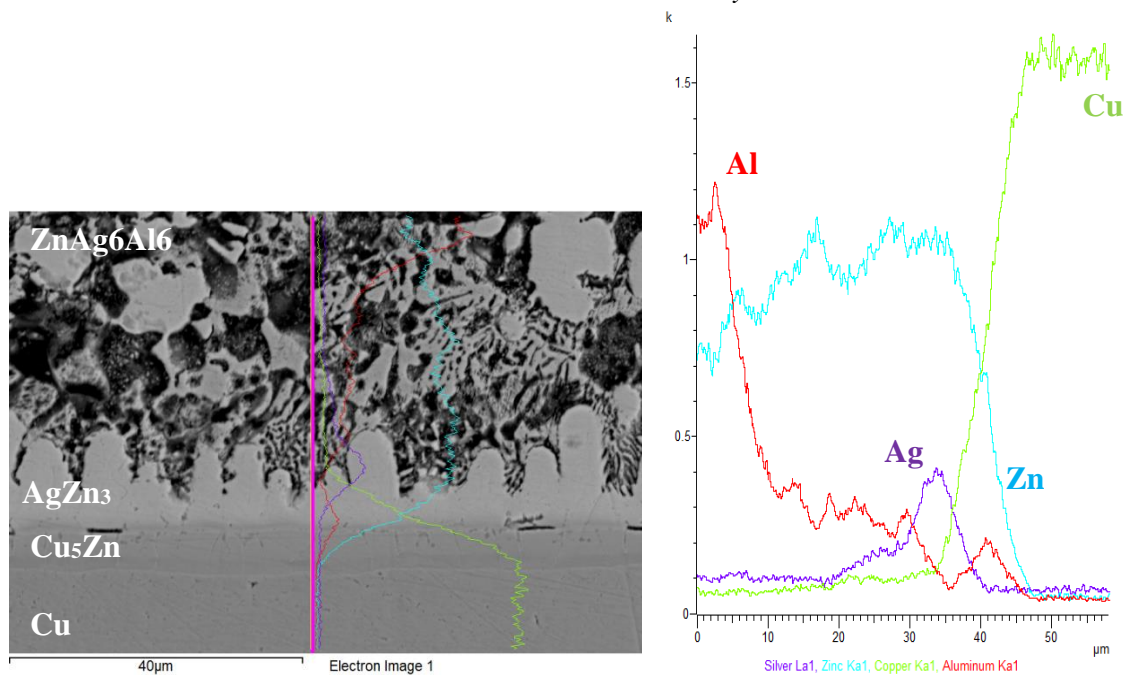 ZnAg6Al6
AgZn3
Cu5Zn
Cu
40µm
Electron Image 1
k
1.5
1
0.5
0
Al
Ag
Zn
Cu
0 10 20 30 40 50
µm
Silver La1, Zinc Ka1, Copper Ka1, Aluminum Ka1